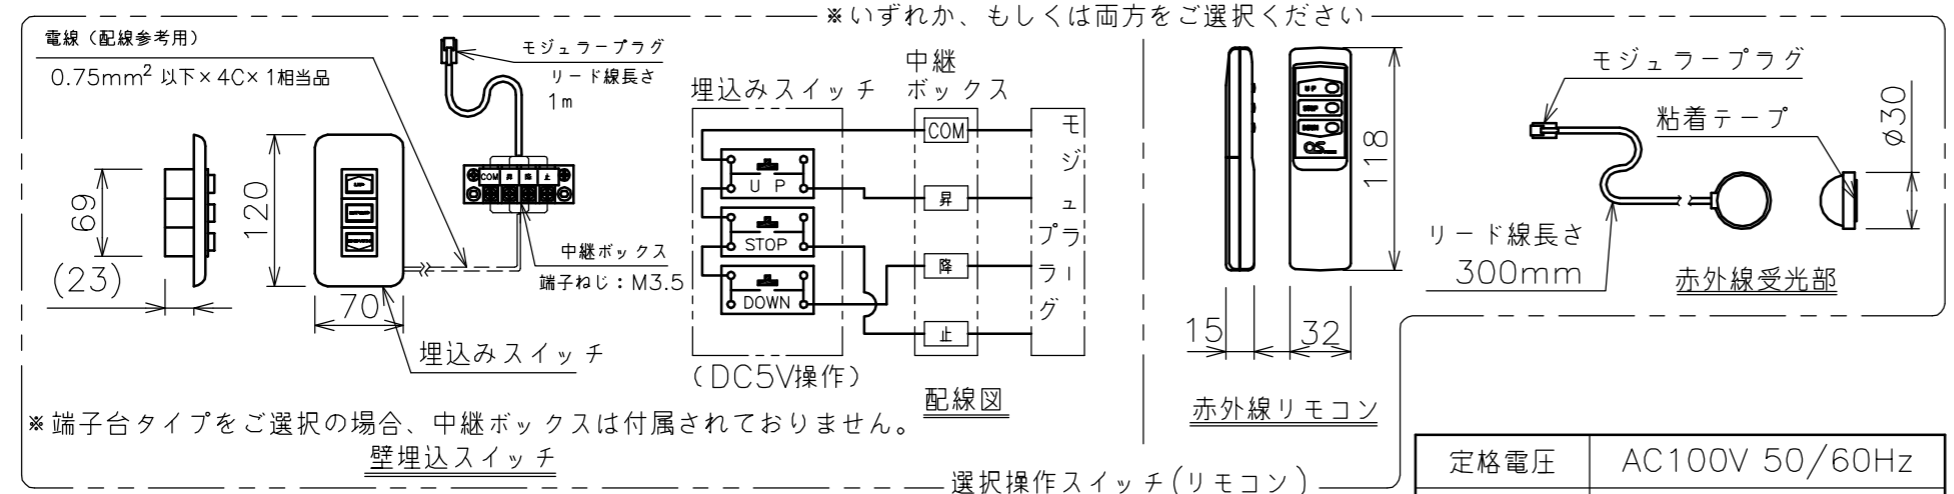 ※いずれか、もしくは両方をご選択ください
電線（配線参考用）
0.75mm² 以下×4C×1相当品
モジュラープラグ
リード線長さ
1m
69
(23)
120
70
COM 昇 降 止
中継ボックス
端子ねじ：M3.5
埋込みスイッチ
※端子台タイプをご選択の場合、中継ボックスは付属されておりません。
壁埋込スイッチ
埋込みスイッチ
中継
ボックス
UP
STOP
DOWN
COM
昇
降
止
モジュラープラグ
(DC5V操作)
配線図
UP
STOP
DOWN
OS
118
15
32
赤外線リモコン
モジュラープラグ
粘着テープ
ø30
リード線長さ
300mm
赤外線受光部
選択操作スイッチ(リモコン)
定格電圧 AC100V 50/60Hz